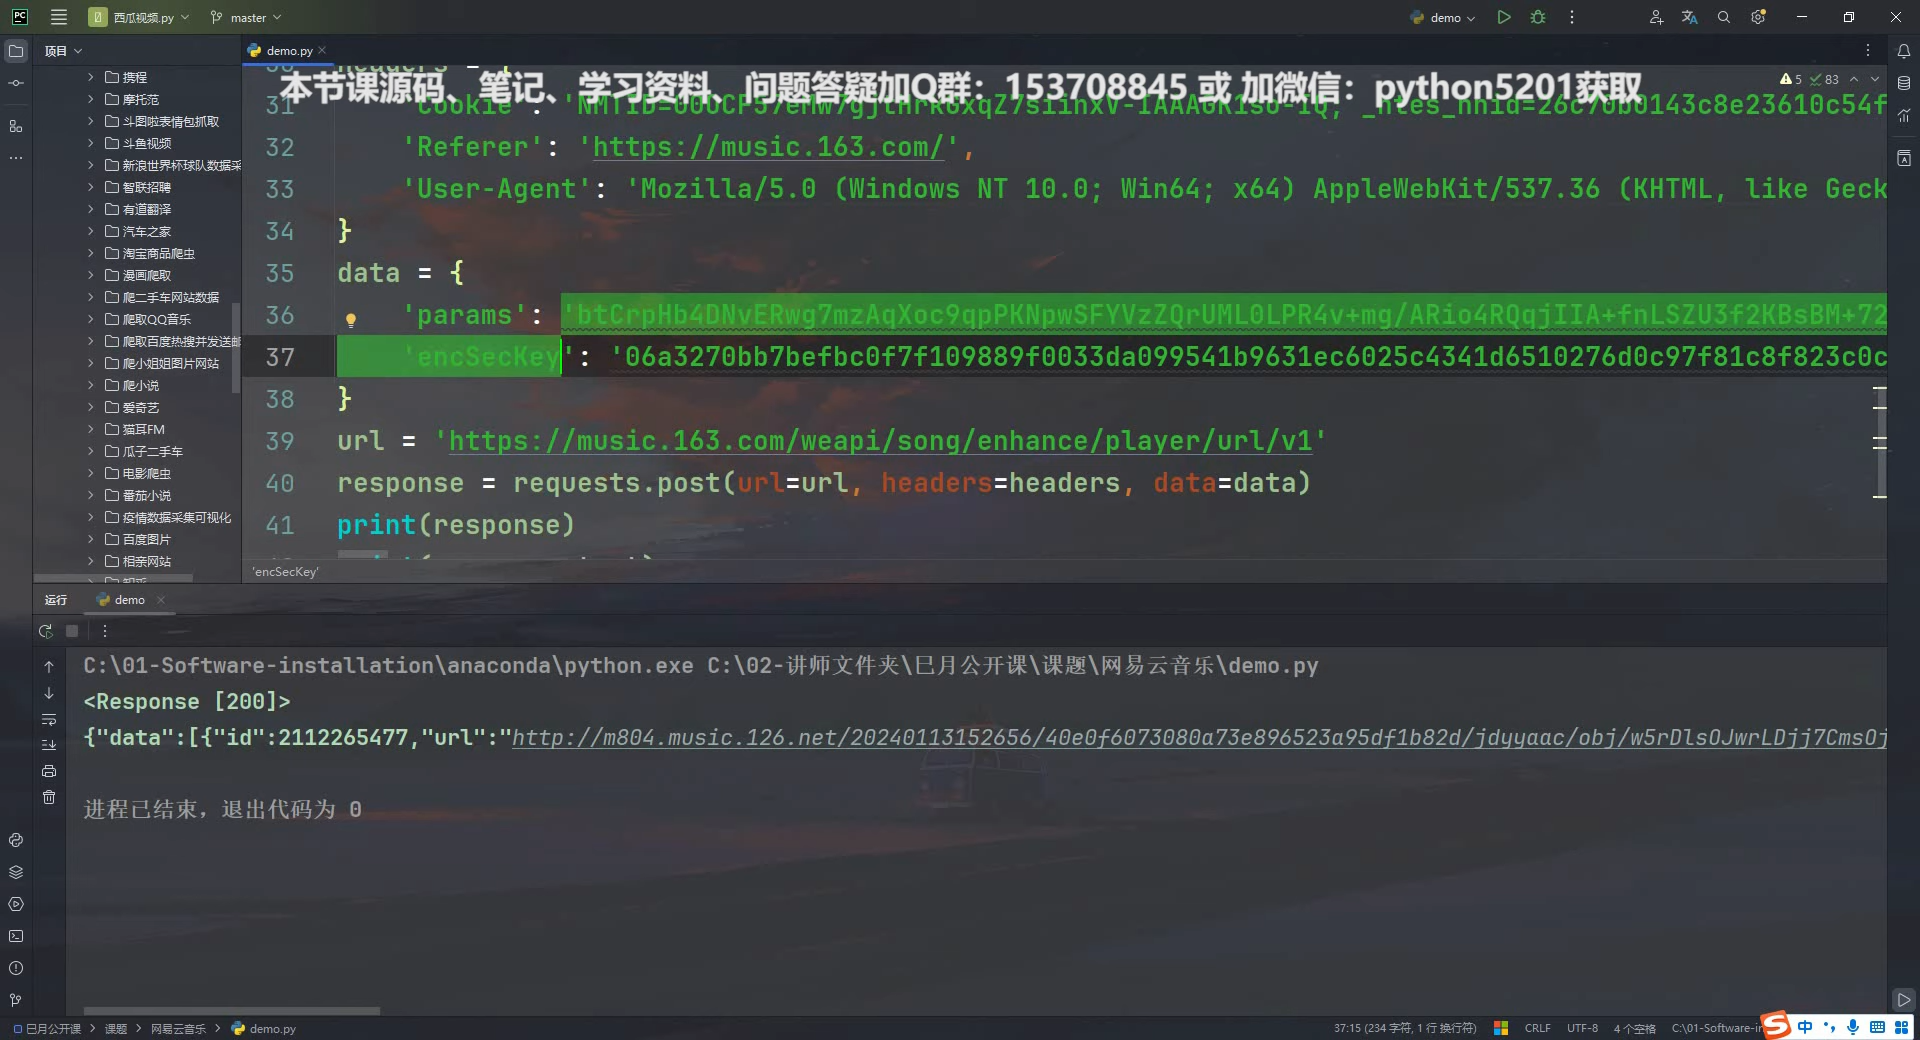 PC
西瓜视频.py
master
demo
项目
demo.py
携程
摩托范
斗图啦表情包抓取
斗鱼视频
新浪世界杯球队数据采
智联招聘
有道翻译
汽车之家
淘宝商品爬虫
漫画爬取
爬二手车网站数据
爬取QQ音乐
爬取百度热搜并发送邮
爬小姐姐图片网站
爬小说
爱奇艺
猫耳FM
瓜子二手车
电影爬虫
番茄小说
疫情数据采集可视化
百度图片
相亲网站
本节课源码、笔记、学习资料、问题答疑加Q群：153708845 或 加微信：python5201获取
5 83
31
32 'Referer': 'https://music.163.com/',
33 'User-Agent': 'Mozilla/5.0 (Windows NT 10.0; Win64; x64) AppleWebKit/537.36 (KHTML, like Geck
34 }
35 data = {
36 'params': 'btCrpHb4DNvERwg7mzAqXoc9qpPKNpwSFYVzZQrUML0LPR4v+mg/ARio4RQqjIIA+fnLSZU3f2KBsBM+72
37 'encSecKey': '06a3270bb7befbc0f7f109889f0033da099541b9631ec6025c4341d6510276d0c97f81c8f823c0c
38 }
39 url = 'https://music.163.com/weapi/song/enhance/player/url/v1'
40 response = requests.post(url=url, headers=headers, data=data)
41 print(response)
'encSecKey'
运行
demo
C:\01-Software-installation\anaconda\python.exe C:\02-讲师文件夹\巳月公开课\课题\网易云音乐\demo.py
<Response [200]>
{"data":[{"id":2112265477,"url":"http://m804.music.126.net/20240113152656/40e0f6073080a73e896523a95df1b82d/jdyyaac/obj/w5rDlsOJwrLDjj7CmsOj
进程已结束，退出代码为 0
巳月公开课 > 课题 > 网易云音乐 > demo.py
37:15 (234 字符, 1 行 换行符) CRLF UTF-8 4 个空格 C:\01-Software-in
中